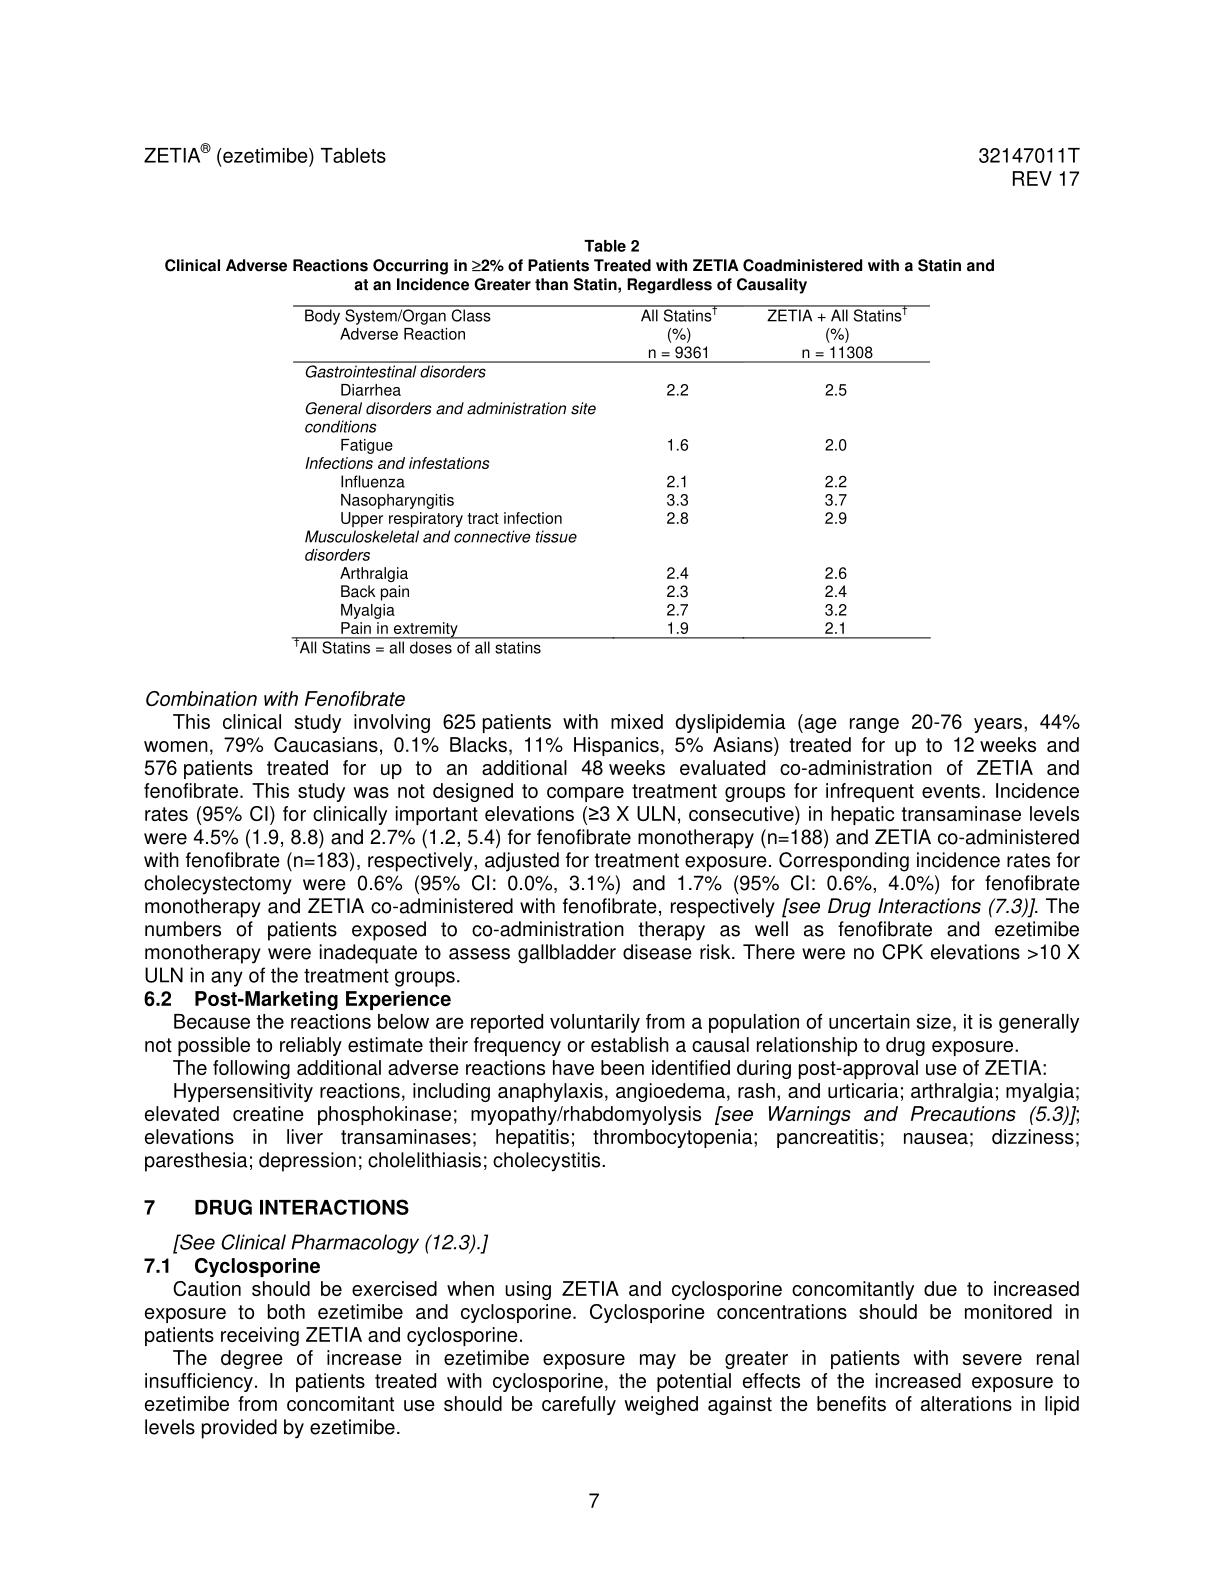 ZETIA® (ezetimibe) Tablets 32147011T
REV 17
Table 2
Clinical Adverse Reactions Occurring in ≥2% of Patients Treated with ZETIA Coadministered with a Statin and
at an Incidence Greater than Statin, Regardless of Causality
Body System/Organ Class All Statins† ZETIA + All Statins†
Adverse Reaction (%) (%)
n = 9361 n = 11308
Gastrointestinal disorders
Diarrhea 2.2 2.5
General disorders and administration site
conditions
Fatigue 1.6 2.0
Infections and infestations
Influenza 2.1 2.2
Nasopharyngitis 3.3 3.7
Upper respiratory tract infection 2.8 2.9
Musculoskeletal and connective tissue
disorders
Arthralgia 2.4 2.6
Back pain 2.3 2.4
Myalgia 2.7 3.2
Pain in extremity 1.9 2.1
†All Statins = all doses of all statins
Combination with Fenofibrate
This clinical study involving 625 patients with mixed dyslipidemia (age range 20-76 years, 44%
women, 79% Caucasians, 0.1% Blacks, 11% Hispanics, 5% Asians) treated for up to 12 weeks and
576 patients treated for up to an additional 48 weeks evaluated co-administration of ZETIA and
fenofibrate. This study was not designed to compare treatment groups for infrequent events. Incidence
rates (95% CI) for clinically important elevations (≥3 X ULN, consecutive) in hepatic transaminase levels
were 4.5% (1.9, 8.8) and 2.7% (1.2, 5.4) for fenofibrate monotherapy (n=188) and ZETIA co-administered
with fenofibrate (n=183), respectively, adjusted for treatment exposure. Corresponding incidence rates for
cholecystectomy were 0.6% (95% CI: 0.0%, 3.1%) and 1.7% (95% CI: 0.6%, 4.0%) for fenofibrate
monotherapy and ZETIA co-administered with fenofibrate, respectively [see Drug Interactions (7.3)]. The
numbers of patients exposed to co-administration therapy as well as fenofibrate and ezetimibe
monotherapy were inadequate to assess gallbladder disease risk. There were no CPK elevations >10 X
ULN in any of the treatment groups.
6.2 Post-Marketing Experience
Because the reactions below are reported voluntarily from a population of uncertain size, it is generally
not possible to reliably estimate their frequency or establish a causal relationship to drug exposure.
The following additional adverse reactions have been identified during post-approval use of ZETIA:
Hypersensitivity reactions, including anaphylaxis, angioedema, rash, and urticaria; arthralgia; myalgia;
elevated creatine phosphokinase; myopathy/rhabdomyolysis [see Warnings and Precautions (5.3)];
elevations in liver transaminases; hepatitis; thrombocytopenia; pancreatitis; nausea; dizziness;
paresthesia; depression; cholelithiasis; cholecystitis.
7 DRUG INTERACTIONS
[See Clinical Pharmacology (12.3).]
7.1 Cyclosporine
Caution should be exercised when using ZETIA and cyclosporine concomitantly due to increased
exposure to both ezetimibe and cyclosporine. Cyclosporine concentrations should be monitored in
patients receiving ZETIA and cyclosporine.
The degree of increase in ezetimibe exposure may be greater in patients with severe renal
insufficiency. In patients treated with cyclosporine, the potential effects of the increased exposure to
ezetimibe from concomitant use should be carefully weighed against the benefits of alterations in lipid
levels provided by ezetimibe.
7